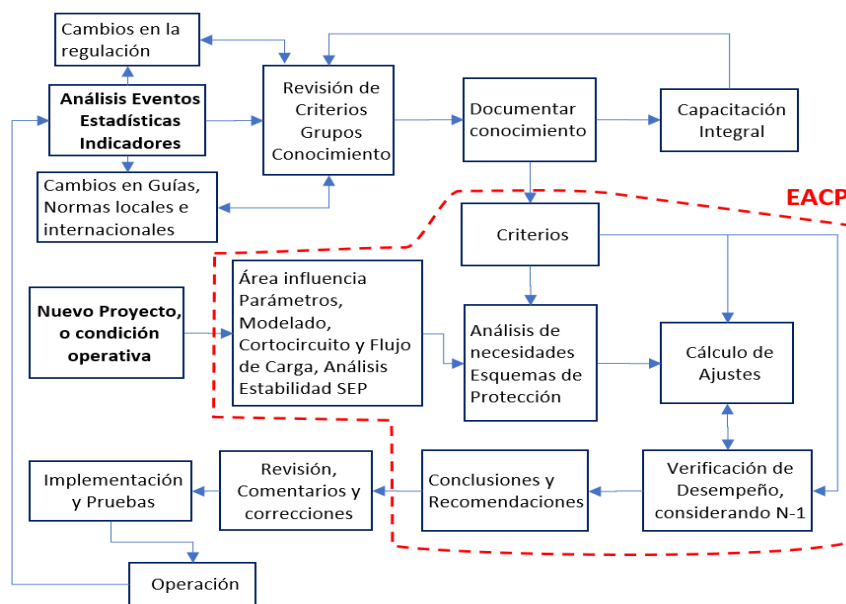 Cambios en la
regulación
Análisis Eventos
Estadísticas
Indicadores
Cambios en Guías,
Normas locales e
internacionales
Revisión de
Criterios
Grupos
Conocimiento
Documentar
conocimiento
Capacitación
Integral
EACP
Criterios
Nuevo Proyecto,
o condición
operativa
Área influencia
Parámetros,
Modelado,
Cortocircuito y Flujo
de Carga, Análisis
Estabilidad SEP
Análisis de
necesidades
Esquemas de
Protección
Cálculo de
Ajustes
Implementación
y Pruebas
Revisión,
Comentarios y
correcciones
Conclusiones y
Recomendaciones
Verificación de
Desempeño,
considerando N-1
Operación